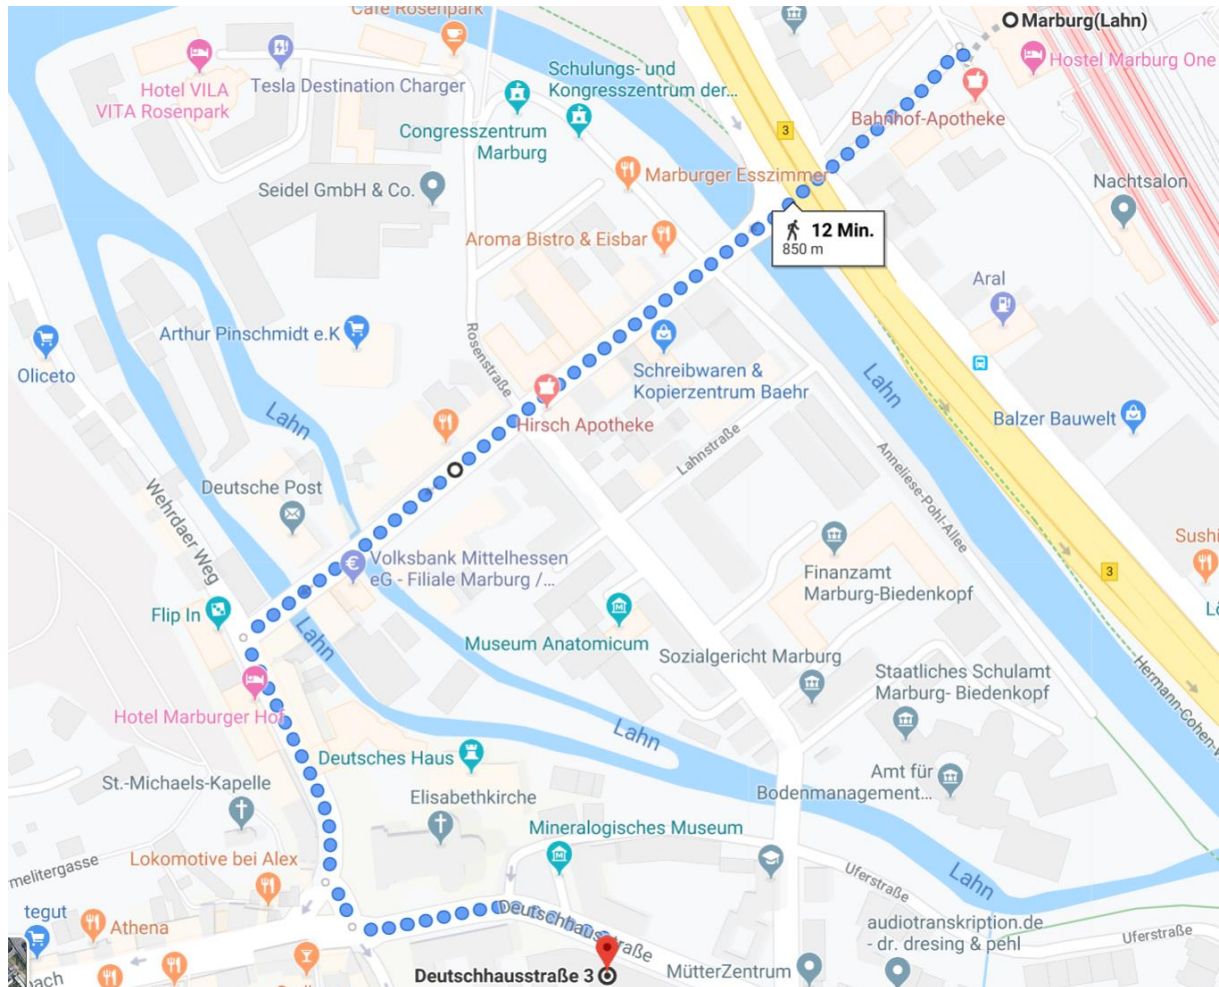 Café Rosenpark
Marburg(Lahn)
Hostel Marburg One
Hotel VILA
VITA Rosenpark
Tesla Destination Charger
Schulungs- und
Kongresszentrum der...
Congresszentrum
Marburg
Bahnhof-Apotheke
3
Marburger Esszimmer
Seidel GmbH & Co.
Nachtsalon
12 Min.
850 m
Aroma Bistro & Eisbar
Aral
Arthur Pinschmidt e.K
Rosenstraße
Oliceto
Schreibwaren &
Kopierzentrum Baehr
Lahn
Lahn
Hirsch Apotheke
Balzer Bauwelt
Lahnstraße
Anneliese-Pohl-Allee
Deutsche Post
Wehrdaer Weg
Volksbank Mittelhessen
eG - Filiale Marburg /...
Sushi
Finanzamt
Marburg-Biedenkopf
3
Flip In
Lahn
Museum Anatomicum
Sozialgericht Marburg
Staatliches Schulamt
Marburg- Biedenkopf
Hermann-Cohen-
Hotel Marburger Hof
Lahn
Deutsches Haus
St.-Michaels-Kapelle
Elisabethkirche
Amt für
Bodenmanagement...
Mineralogisches Museum
Lokomotive bei Alex
melitergasse
Uferstraße
Lahn
tegut
Athena
Deutschhausstraße
audiotranskription.de
- dr. dresing & pehl
Uferstraße
Deutschhausstraße 3
MütterZentrum
bach